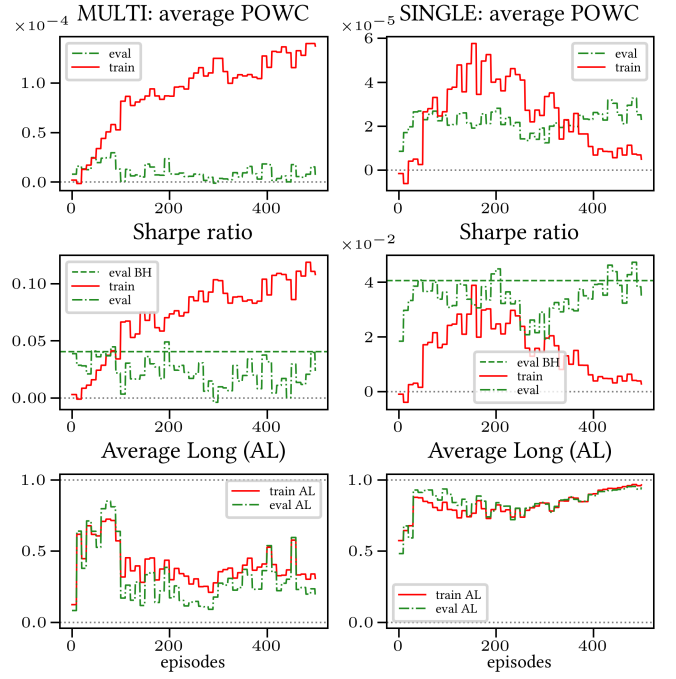 MULTI: average POWC
×10⁻⁴
eval
train
1.0
0.5
0.0
0
200
400
SINGLE: average POWC
×10⁻⁵
6
4
2
0
eval
train
0
200
400
Sharpe ratio
0.10
0.05
0.00
eval BH
train
eval
0
200
400
Sharpe ratio
×10⁻²
4
2
0
eval BH
train
eval
0
200
400
Average Long (AL)
1.0
0.5
0.0
train AL
eval AL
0
200
400
episodes
Average Long (AL)
1.0
0.5
0.0
train AL
eval AL
0
200
400
episodes